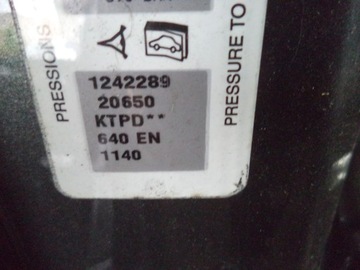 PRESSIONS
PRESSURE TO
1242289
20650
KTPD**
640 EN
1140